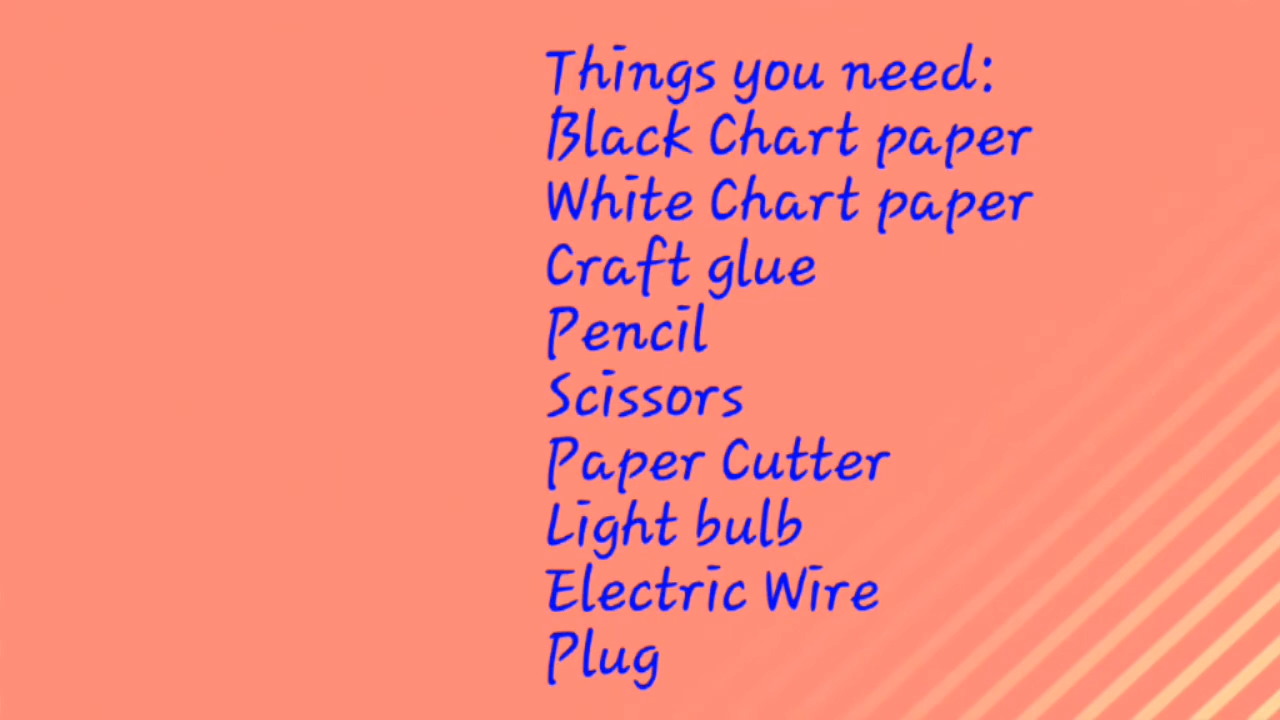 Things you need:
Black Chart paper
White Chart paper
Craft glue
Pencil
Scissors
Paper Cutter
Light bulb
Electric Wire
Plug